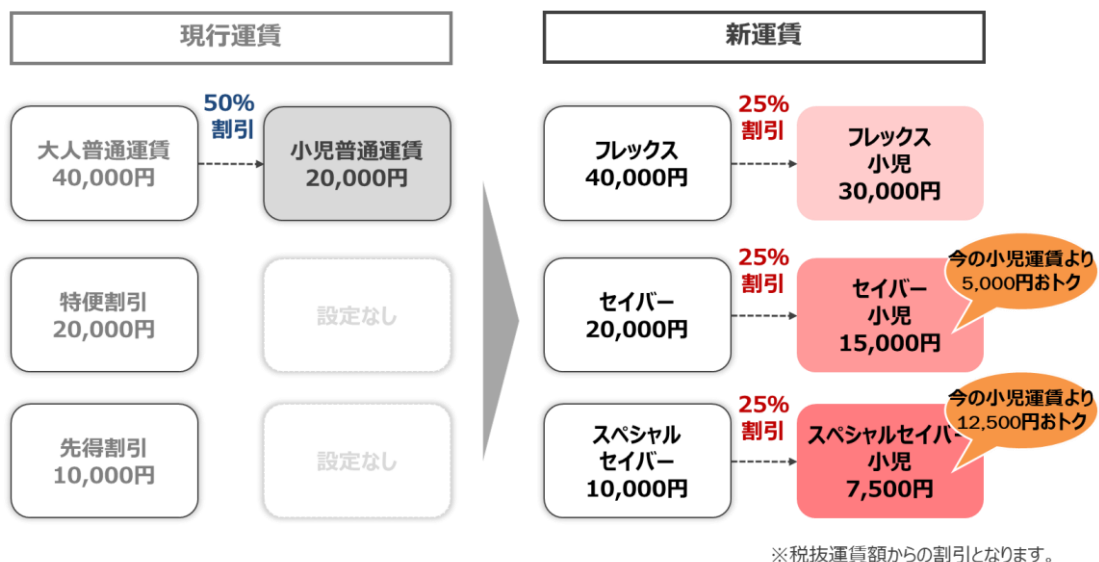 現行運賃
新運賃
50%
割引
大人普通運賃
40,000円
小児普通運賃
20,000円
25%
割引
フレックス
40,000円
フレックス
小児
30,000円
特便割引
20,000円
設定なし
25%
割引
セイバー
20,000円
セイバー
小児
15,000円
今の小児運賃より
5,000円おトク
先得割引
10,000円
設定なし
25%
割引
スペシャル
セイバー
10,000円
スペシャルセイバー
小児
7,500円
今の小児運賃より
12,500円おトク
※税抜運賃額からの割引となります。